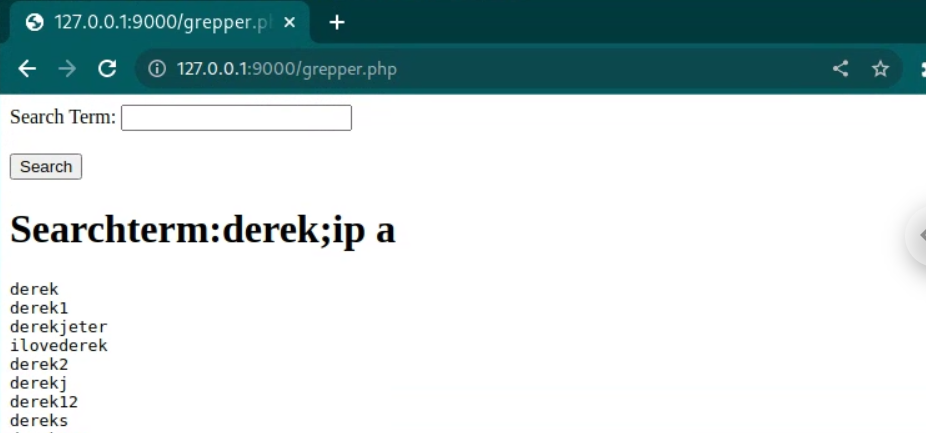 127.0.0.1:9000/grepper.p
127.0.0.1:9000/grepper.php
Search Term:
Search
Searchterm:derek;ip a
derek
derek1
derekjeter
ilovederek
derek2
derekj
derek12
dereks